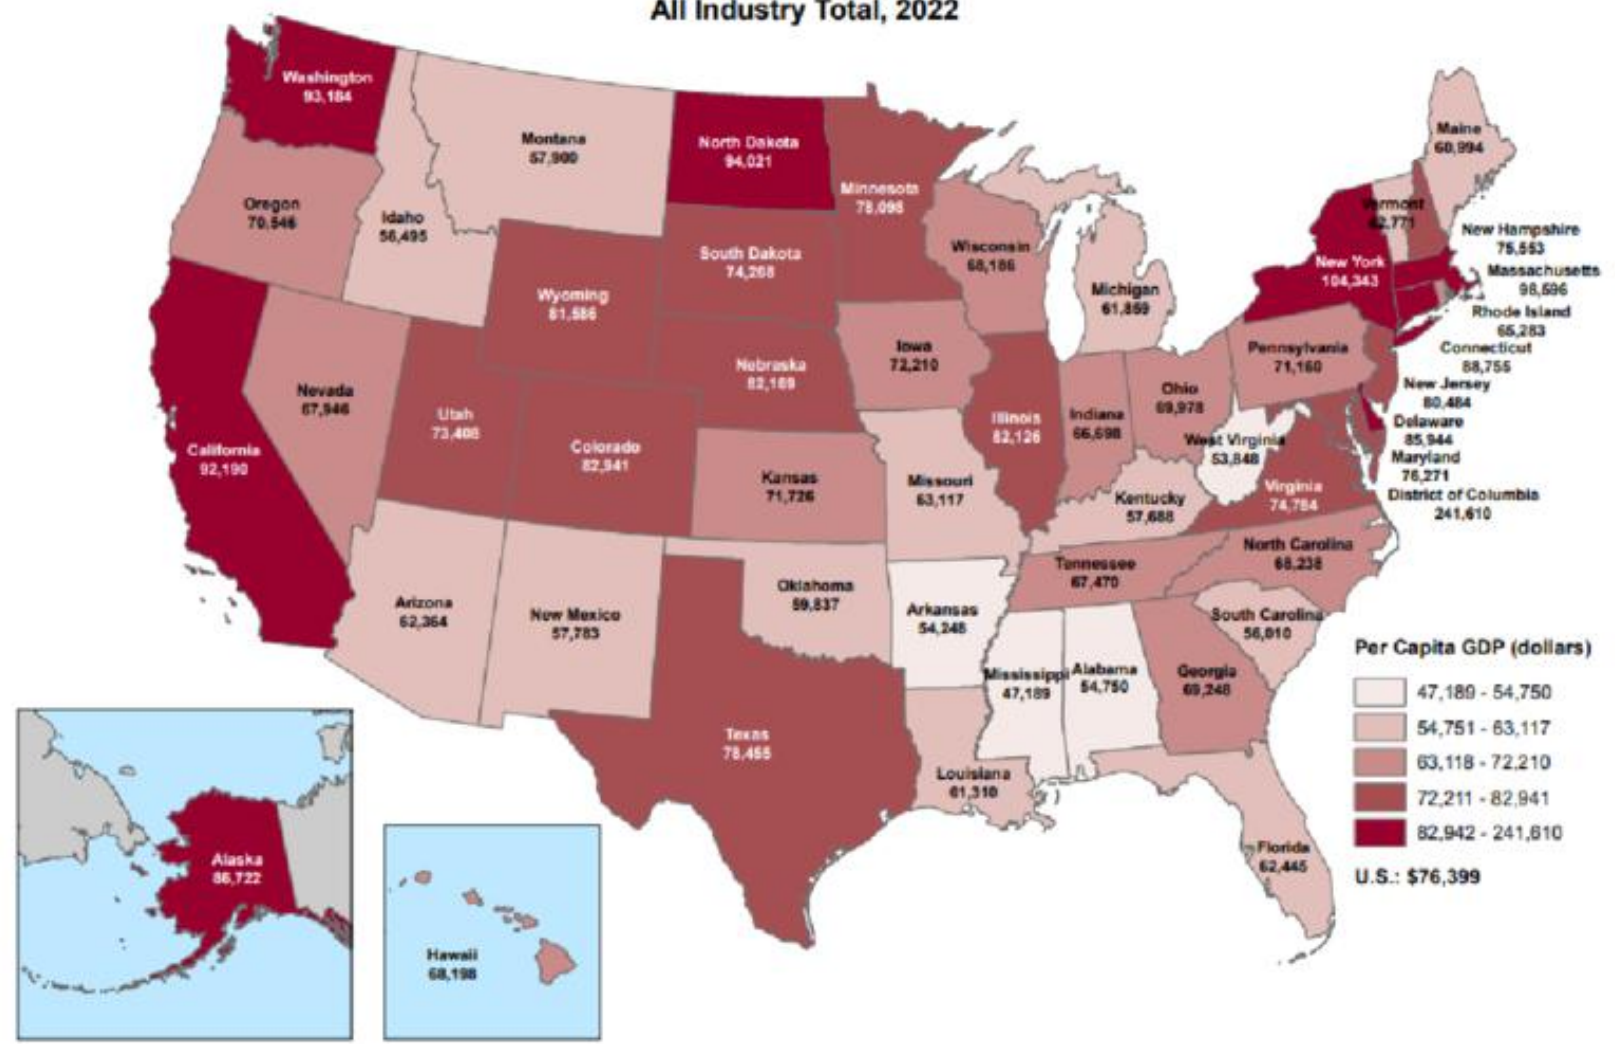 All Industry Total, 2022
Washington
93,184
Montana
57,900
North Dakota
94,021
Minnesota
78,098
Oregon
70,546
Idaho
56,495
South Dakota
74,268
Wyoming
81,586
Wisconsin
68,186
Michigan
61,859
Maine
60,994
Vermont
62,771
New Hampshire
75,553
New York
104,343
Massachusetts
98,596
Rhode Island
65,283
Connecticut
88,755
New Jersey
80,484
Delaware
85,944
Maryland
76,271
District of Columbia
241,610
Nebraska
82,169
Iowa
72,210
Pennsylvania
71,160
Nevada
67,946
Utah
73,408
Colorado
82,941
California
92,190
Illinois
82,126
Indiana
66,698
Ohio
69,978
West Virginia
53,848
Kansas
71,726
Missouri
63,117
Kentucky
57,688
Virginia
74,784
North Carolina
68,238
Tennessee
67,470
South Carolina
56,010
Arizona
62,364
New Mexico
57,783
Oklahoma
59,837
Arkansas
54,248
Mississippi
47,189
Alabama
54,750
Georgia
69,248
Texas
78,455
Louisiana
61,310
Florida
62,445
Alaska
86,722
Hawaii
68,198
Per Capita GDP (dollars)
47,189 - 54,750
54,751 - 63,117
63,118 - 72,210
72,211 - 82,941
82,942 - 241,610
U.S.: $76,399